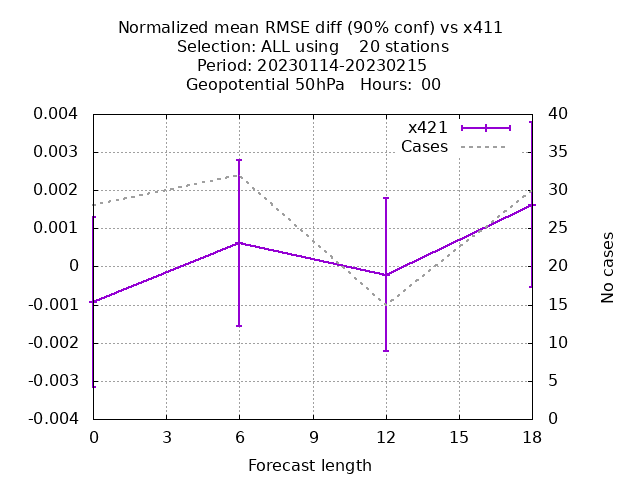 Normalized mean RMSE diff (90% conf) vs x411
Selection: ALL using    20 stations
Period: 20230114-20230215
Geopotential 50hPa   Hours:  00
x421
Cases
0.004
0.003
0.002
0.001
0
-0.001
-0.002
-0.003
-0.004
40
35
30
25
20
15
10
5
0
No cases
0 3 6 9 12 15 18
Forecast length